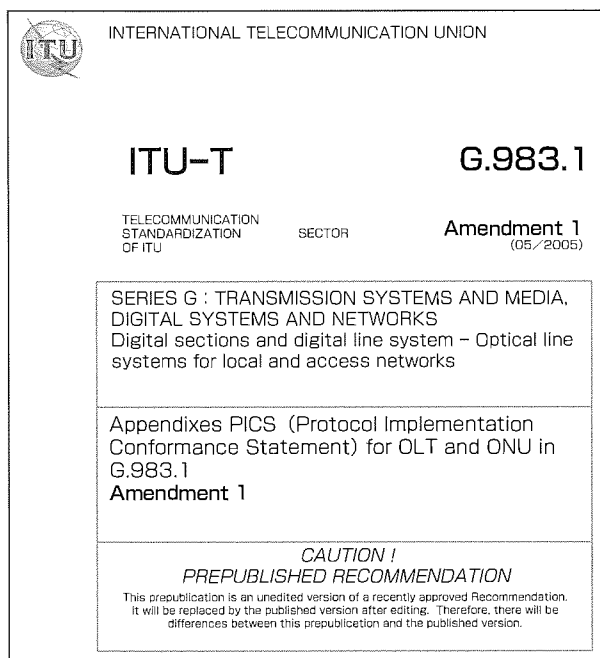 ITU
INTERNATIONAL TELECOMMUNICATION UNION
ITU-T
G.983.1
TELECOMMUNICATION
STANDARDIZATION SECTOR
OF ITU
Amendment 1
(05/2005)
SERIES G : TRANSMISSION SYSTEMS AND MEDIA,
DIGITAL SYSTEMS AND NETWORKS
Digital sections and digital line system – Optical line
systems for local and access networks
Appendixes PICS (Protocol Implementation
Conformance Statement) for OLT and ONU in
G.983.1
Amendment 1
CAUTION !
PREPUBLISHED RECOMMENDATION
This prepublication is an unedited version of a recently approved Recommendation.
It will be replaced by the published version after editing. Therefore, there will be
differences between this prepublication and the published version.